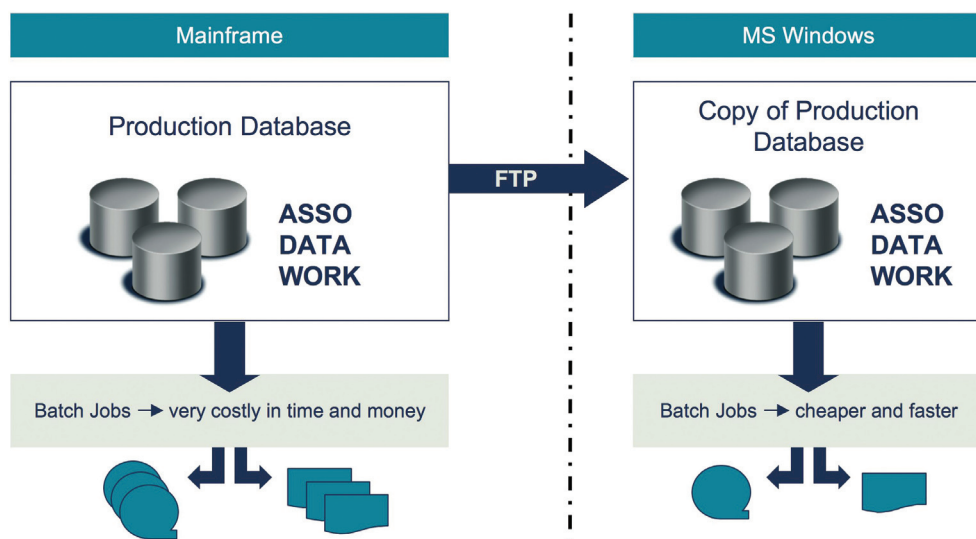 Mainframe
MS Windows
Production Database
ASSO
DATA
WORK
FTP
Copy of Production
Database
ASSO
DATA
WORK
Batch Jobs → very costly in time and money
Batch Jobs → cheaper and faster